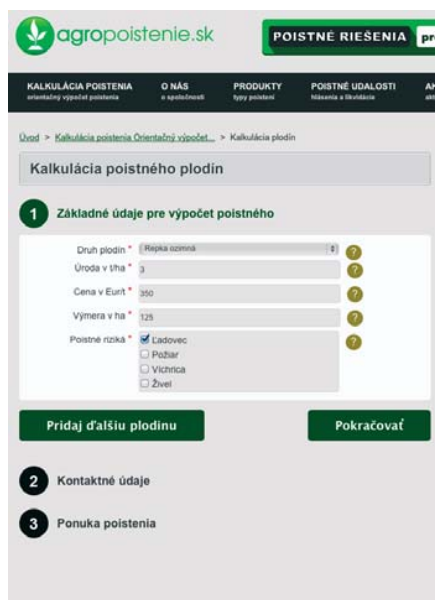 agropoistenie.sk
POISTNÉ RIEŠENIA
KALKULÁCIA POISTENIA O NÁS PRODUKTY POISTNÉ UDALOSTI
orientačný výpočet poistenia o spoločnosti typy poistení hlásenia a likvidácie
Úvod > Kalkulácia poistenia Orientačný výpočet... > Kalkulácia plodín
Kalkulácia poistného plodín
1 Základné údaje pre výpočet poistného
Druh plodín * Repka ozimná ?
Úroda v t/ha * 3 ?
Cena v Eur/t * 350 ?
Výmera v ha * 125 ?
Poistné riziká * Ľadovec ?
Požiar
Víchrica
Živel
Pridaj ďalšiu plodinu Pokračovať
2 Kontaktné údaje
3 Ponuka poistenia